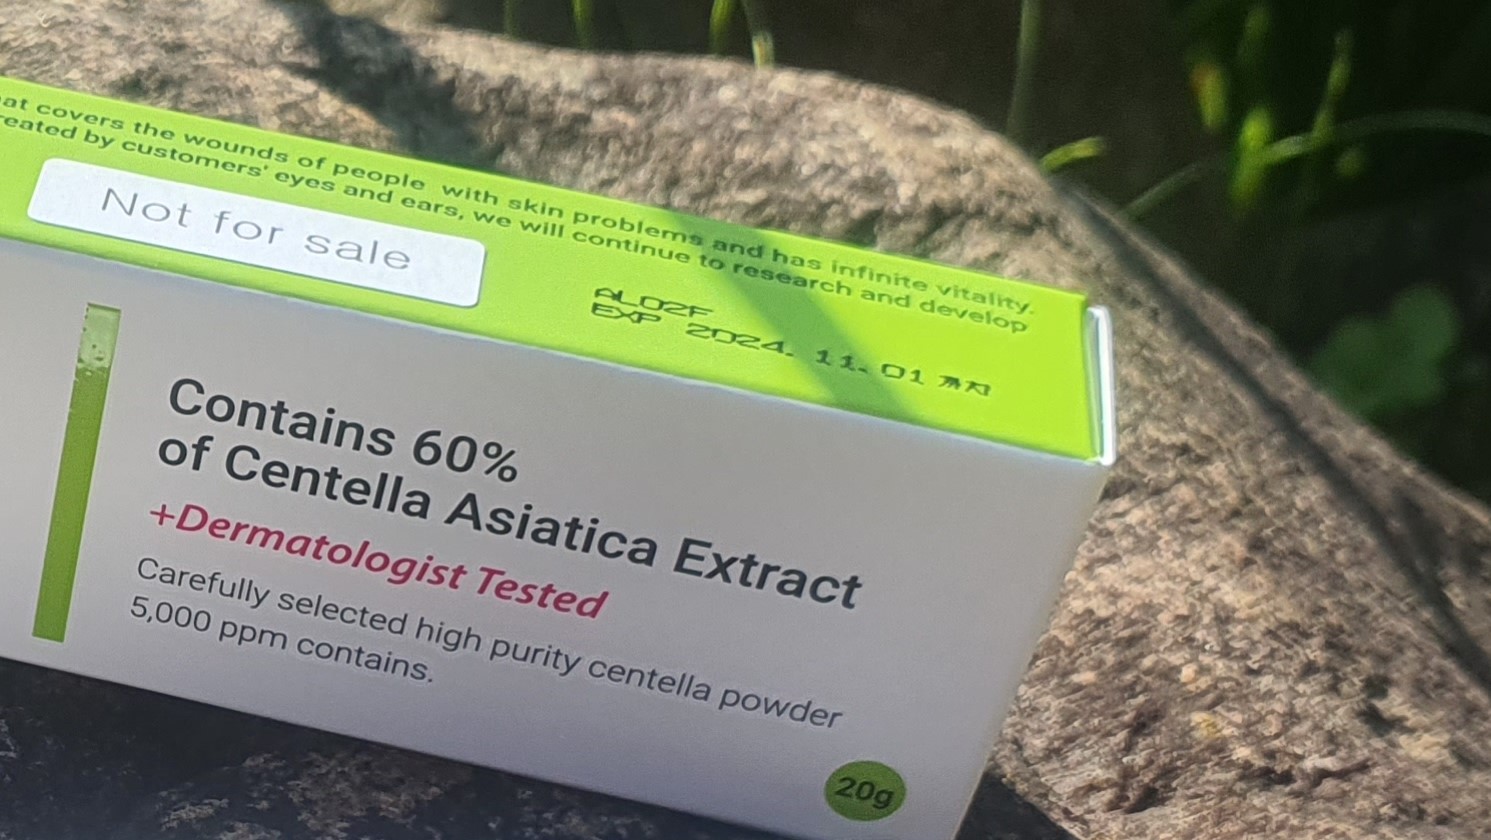 at covers the wounds of people with skin problems and has infinite vitality.
reated by customers' eyes and ears, we will continue to research and develop
Not for sale
ALO2F
EXP 2024. 11. 01 까지
Contains 60%
of Centella Asiatica Extract
+Dermatologist Tested
Carefully selected high purity centella powder
5,000 ppm contains.
20g